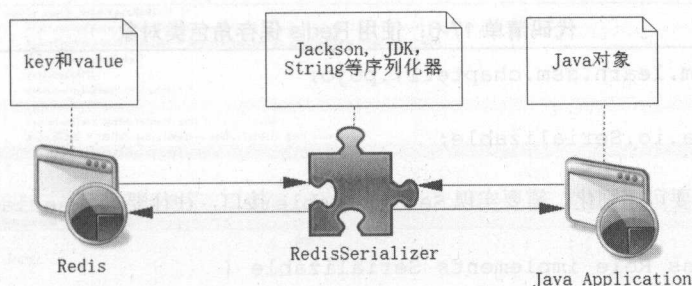 key和value
Jackson, JDK,
String等序列化器
Java对象
Redis
RedisSerializer
Java Application